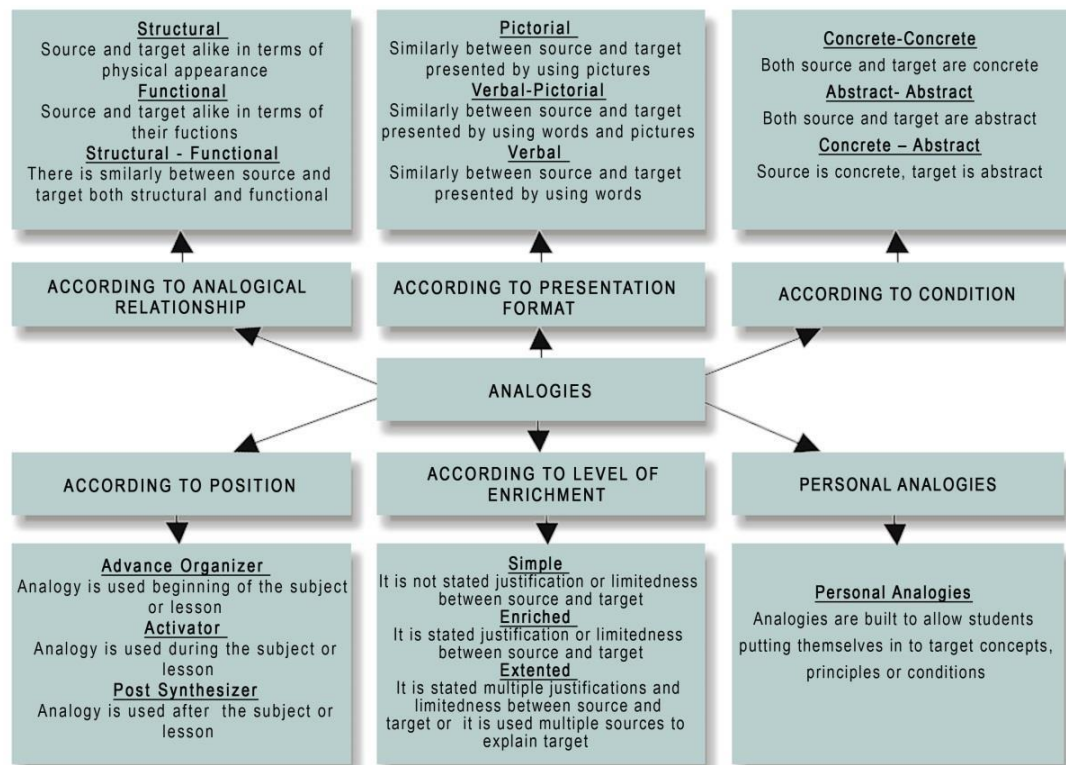 Structural
Source and target alike in terms of
physical appearance
Functional
Source and target alike in terms of
their fuctions
Structural - Functional
There is smilarly between source and
target both structural and functional
Pictorial
Similarly between source and target
presented by using pictures
Verbal-Pictorial
Similarly between source and target
presented by using words and pictures
Verbal
Similarly between source and target
presented by using words
Concrete-Concrete
Both source and target are concrete
Abstract- Abstract
Both source and target are abstract
Concrete – Abstract
Source is concrete, target is abstract
ACCORDING TO ANALOGICAL
RELATIONSHIP
ACCORDING TO PRESENTATION
FORMAT
ACCORDING TO CONDITION
ANALOGIES
ACCORDING TO POSITION
ACCORDING TO LEVEL OF
ENRICHMENT
PERSONAL ANALOGIES
Advance Organizer
Analogy is used beginning of the subject
or lesson
Activator
Analogy is used during the subject or
lesson
Post Synthesizer
Analogy is used after the subject or
lesson
Simple
It is not stated justification or limitedness
between source and target
Enriched
It is stated justification or limitedness
between source and target
Extented
It is stated multiple justifications and
limitedness between source and
target or it is used multiple sources to
explain target
Personal Analogies
Analogies are built to allow students
putting themselves in to target concepts,
principles or conditions